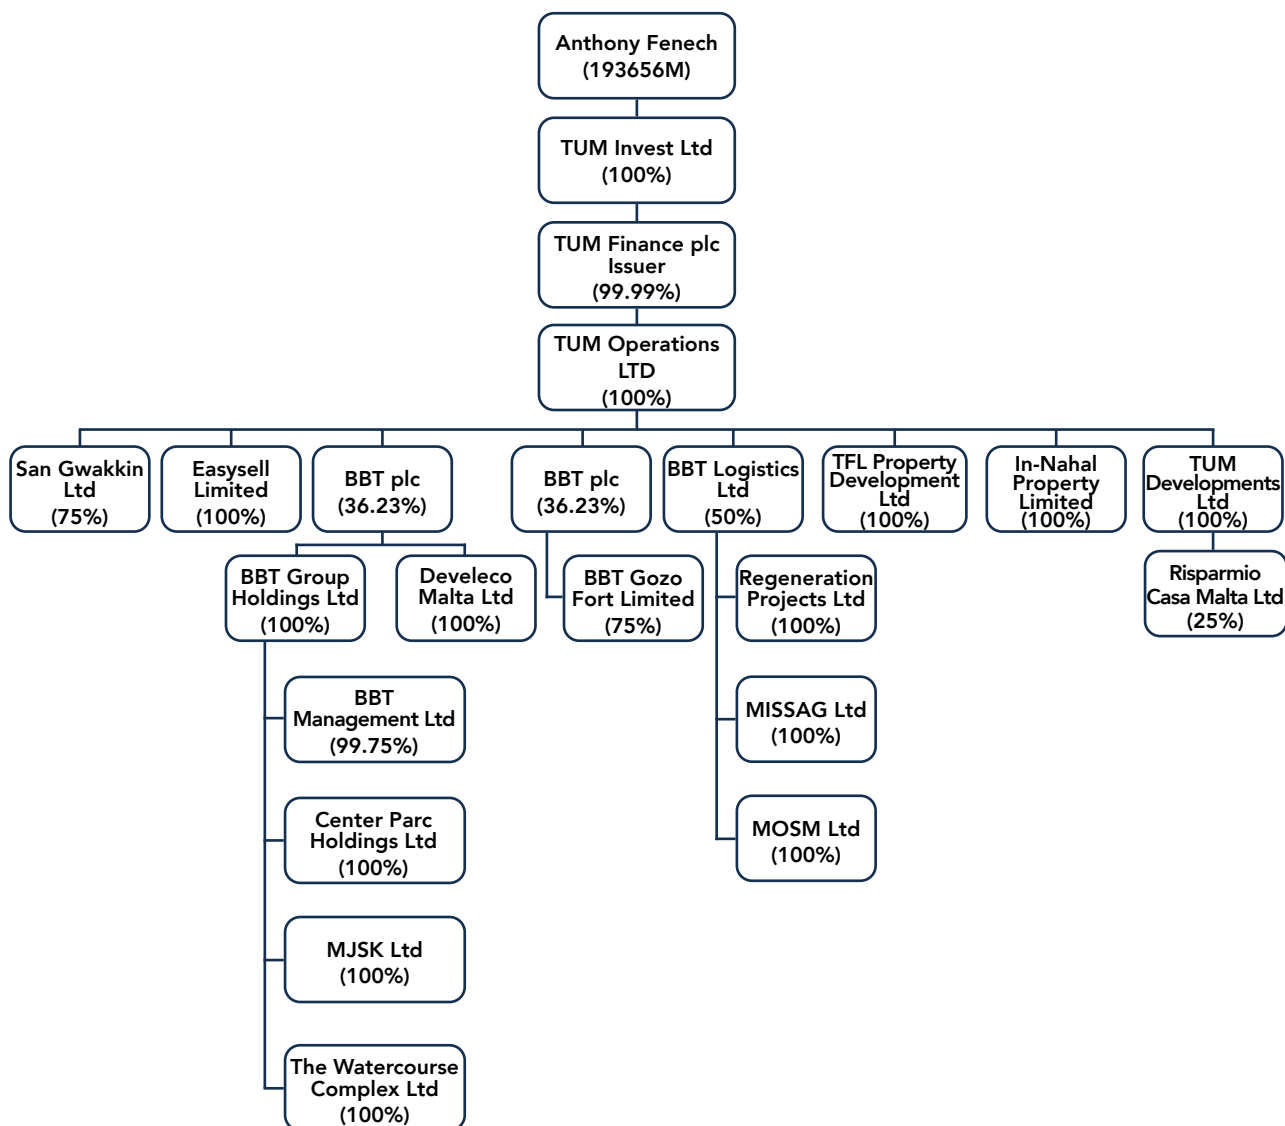 Anthony Fenech
(193656M)
TUM Invest Ltd
(100%)
TUM Finance plc
Issuer
(99.99%)
TUM Operations
LTD
(100%)
San Gwakkin
Ltd
(75%)
Easysell
Limited
(100%)
BBT plc
(36.23%)
BBT plc
(36.23%)
BBT Logistics
Ltd
(50%)
TFL Property
Development
Ltd
(100%)
In-Nahal
Property
Limited
(100%)
TUM
Developments
Ltd
(100%)
BBT Group
Holdings Ltd
(100%)
Develeco
Malta Ltd
(100%)
BBT Gozo
Fort Limited
(75%)
Regeneration
Projects Ltd
(100%)
Risparmio
Casa Malta Ltd
(25%)
BBT
Management Ltd
(99.75%)
MISSAG Ltd
(100%)
Center Parc
Holdings Ltd
(100%)
MOSM Ltd
(100%)
MJSK Ltd
(100%)
The Watercourse
Complex Ltd
(100%)